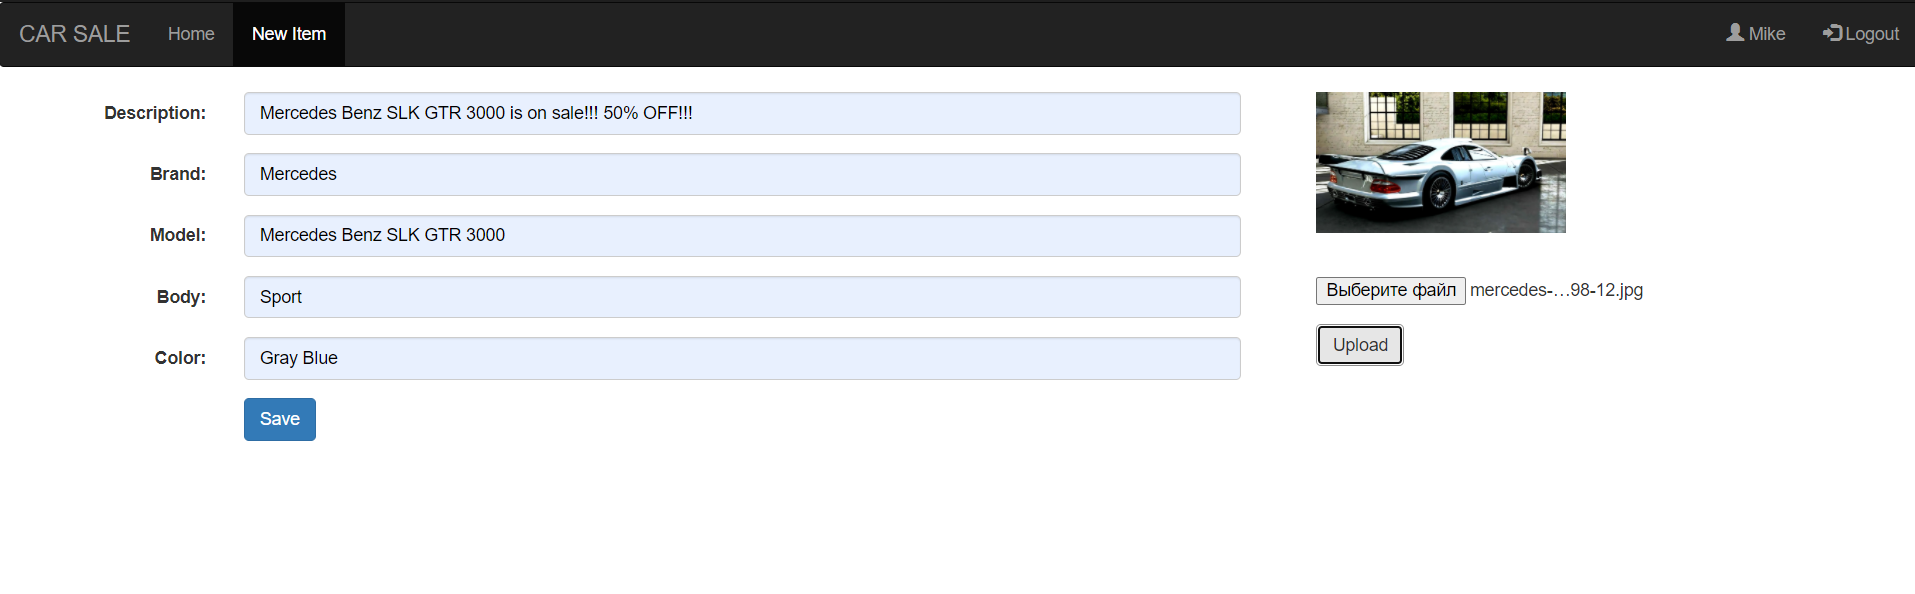 CAR SALE Home New Item Mike Logout
Description: Mercedes Benz SLK GTR 3000 is on sale!!! 50% OFF!!!
Brand: Mercedes
Model: Mercedes Benz SLK GTR 3000
Body: Sport
Color: Gray Blue
Save
Выберите файл mercedes-...98-12.jpg
Upload